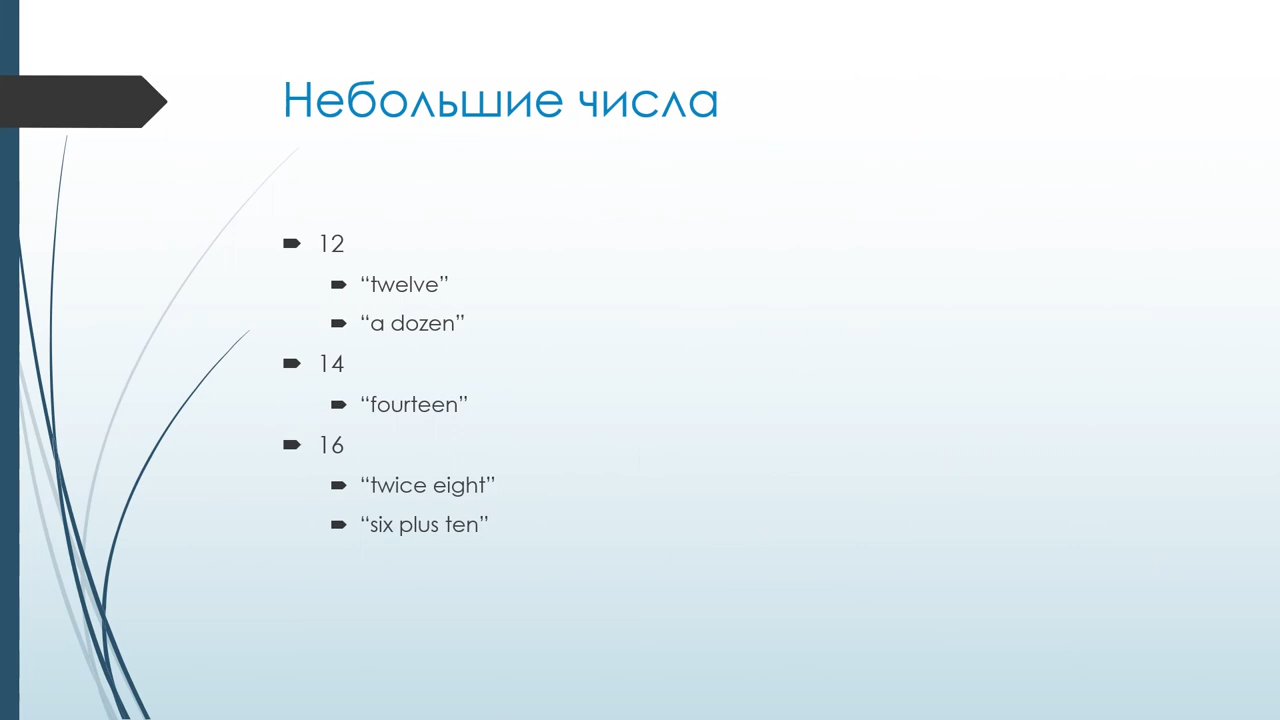 Небольшие числа
12
“twelve”
“a dozen”
14
“fourteen”
16
“twice eight”
“six plus ten”